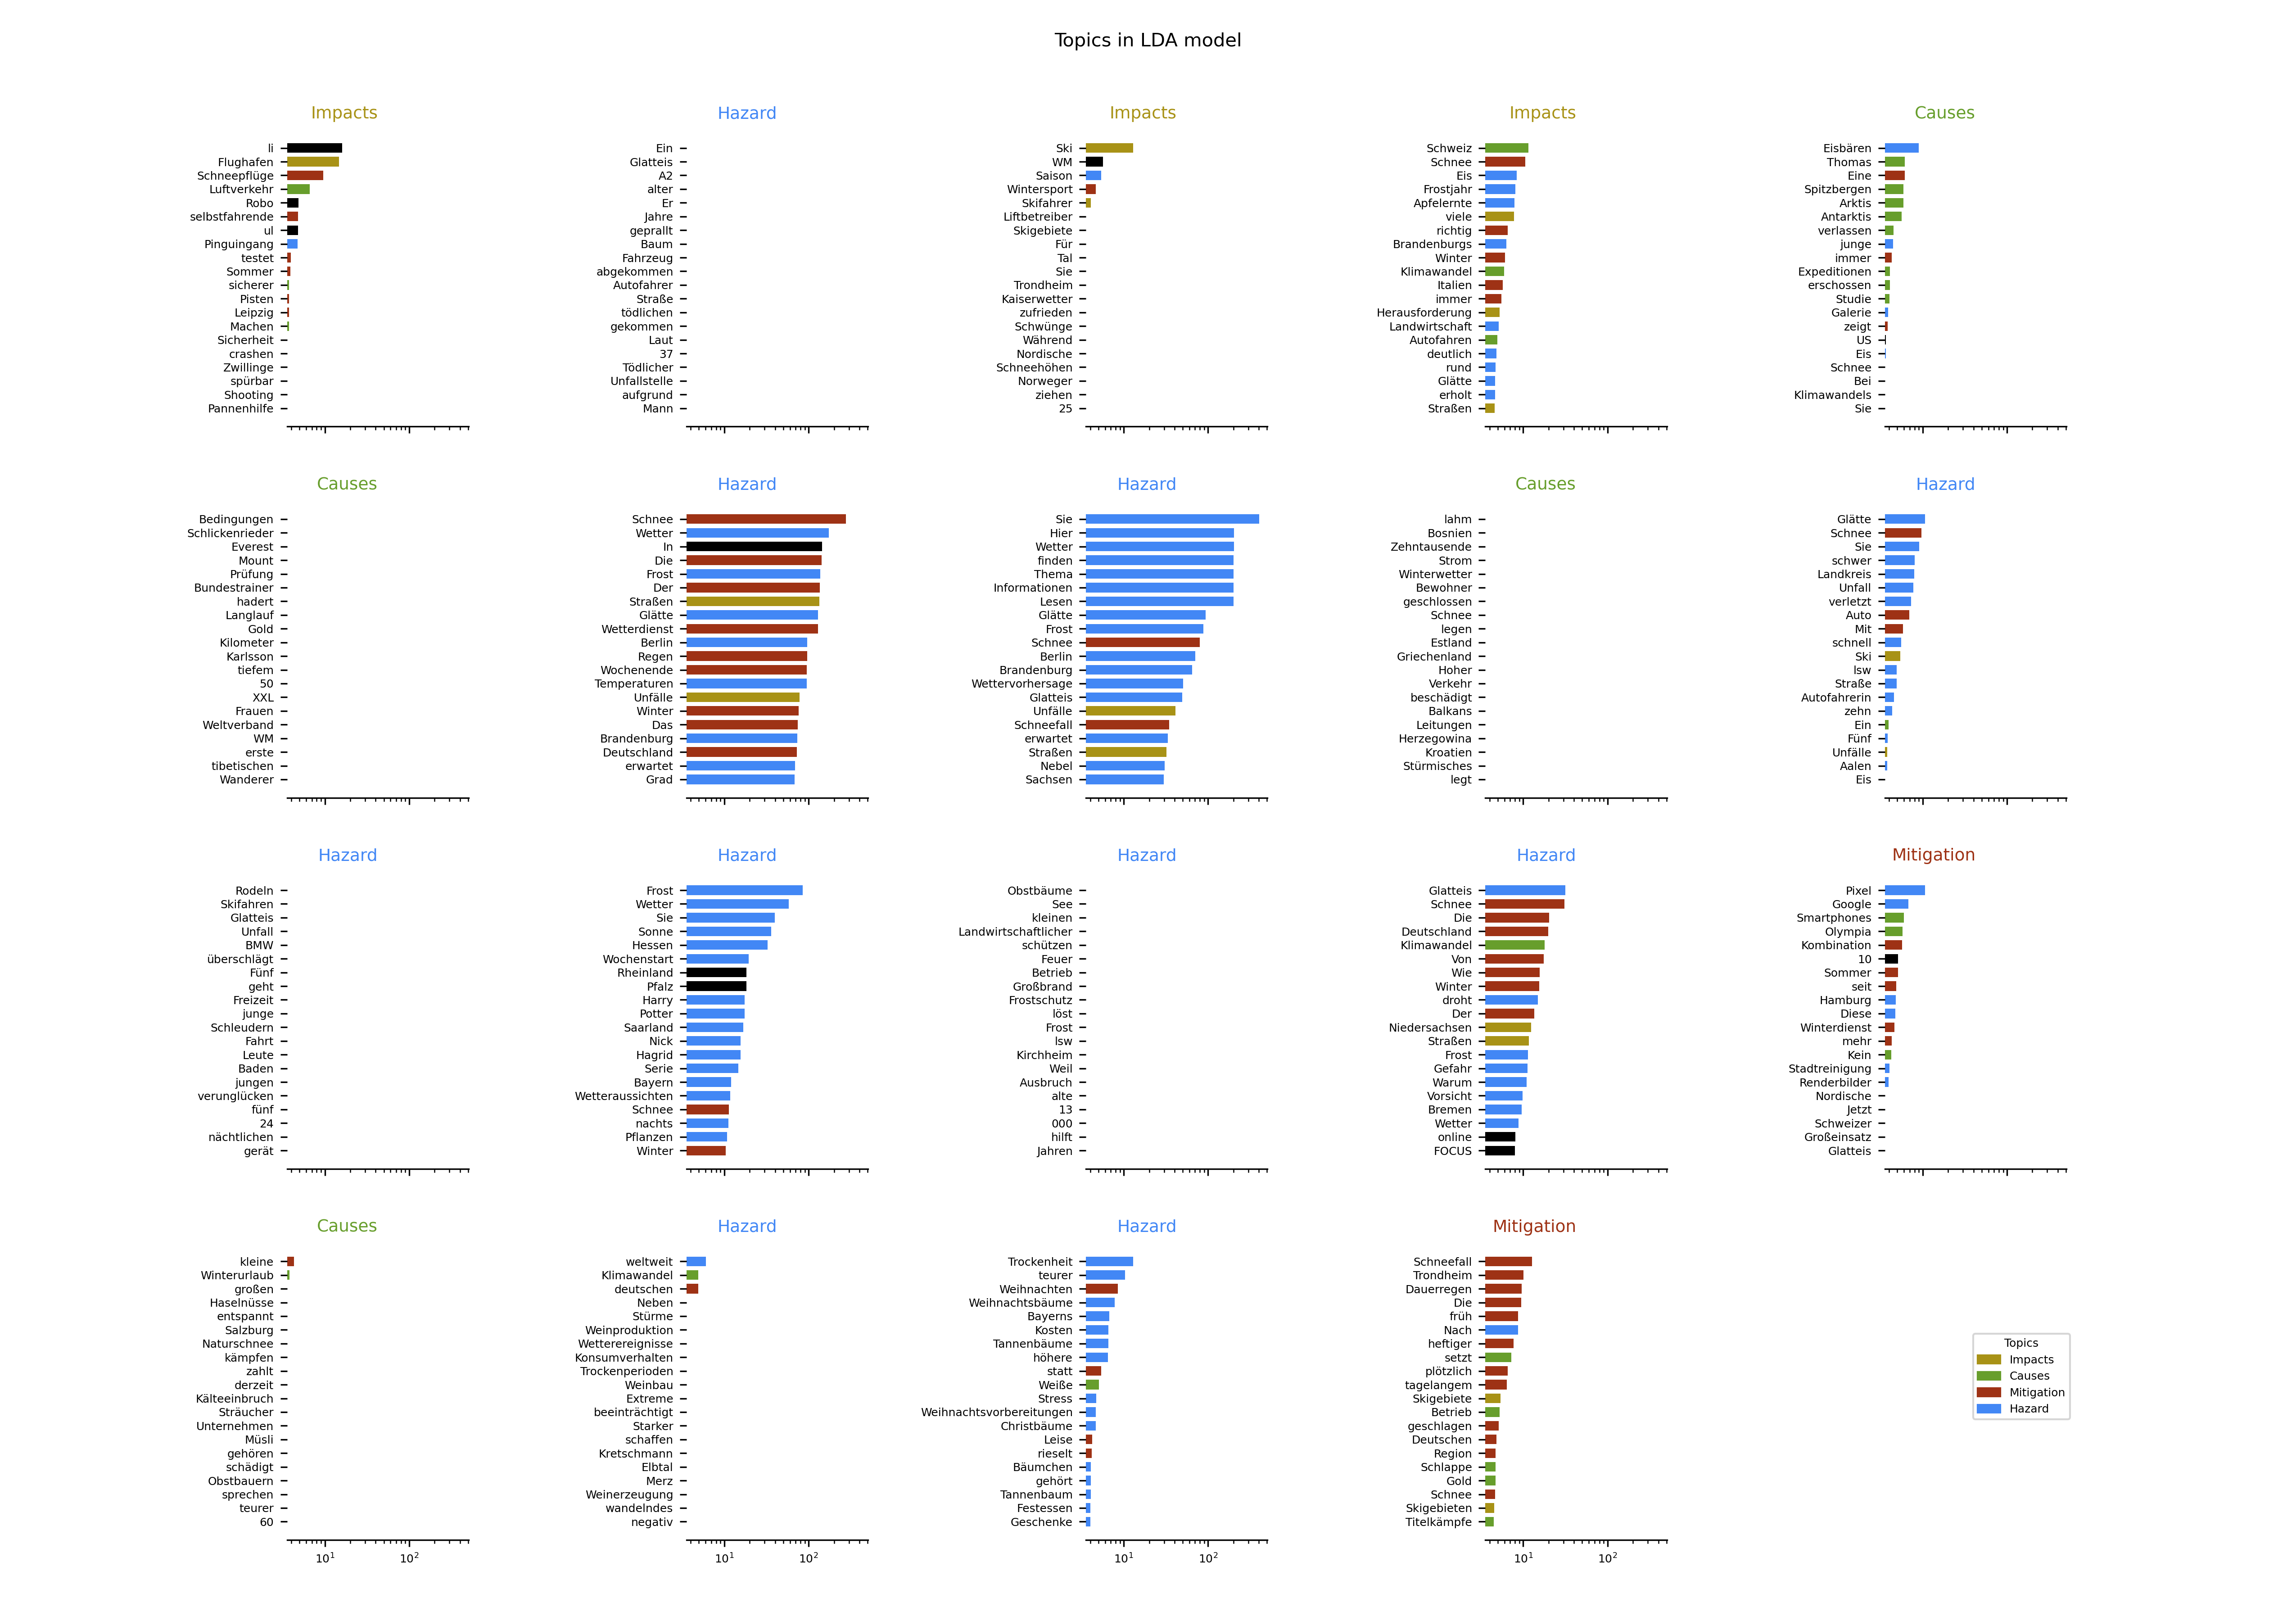 Topics in LDA model
Impacts
li
Flughafen
Schneepflüge
Luftverkehr
Robo
selbstfahrende
ul
Pinguingang
testet
Sommer
sicherer
Pisten
Leipzig
Machen
Sicherheit
crashen
Zwillinge
spürbar
Shooting
Pannenhilfe
Hazard
Ein
Glatteis
A2
alter
Er
Jahre
geprallt
Baum
Fahrzeug
abgekommen
Autofahrer
Straße
tödlichen
gekommen
Laut
37
Tödlicher
Unfallstelle
aufgrund
Mann
Impacts
Ski
WM
Saison
Wintersport
Skifahrer
Liftbetreiber
Skigebiete
Für
Tal
Sie
Trondheim
Kaiserwetter
zufrieden
Schwünge
Während
Nordische
Schneehöhen
Norweger
ziehen
25
Impacts
Schweiz
Schnee
Eis
Frostjahr
Apfelernte
viele
richtig
Brandenburgs
Winter
Klimawandel
Italien
immer
Herausforderung
Landwirtschaft
Autofahren
deutlich
rund
Glätte
erholt
Straßen
Causes
Eisbären
Thomas
Eine
Spitzbergen
Arktis
Antarktis
verlassen
junge
immer
Expeditionen
erschossen
Studie
Galerie
zeigt
US
Eis
Schnee
Bei
Klimawandels
Sie
Causes
Bedingungen
Schlickenrieder
Everest
Mount
Prüfung
Bundestrainer
hadert
Langlauf
Gold
Kilometer
Karlsson
tiefem
50
XXL
Frauen
Weltverband
WM
erste
tibetischen
Wanderer
Hazard
Schnee
Wetter
In
Die
Frost
Der
Straßen
Glätte
Wetterdienst
Berlin
Regen
Wochenende
Temperaturen
Unfälle
Winter
Das
Brandenburg
Deutschland
erwartet
Grad
Hazard
Sie
Hier
Wetter
finden
Thema
Informationen
Lesen
Glätte
Frost
Schnee
Berlin
Brandenburg
Wettervorhersage
Glatteis
Unfälle
Schneefall
erwartet
Straßen
Nebel
Sachsen
Causes
lahm
Bosnien
Zehntausende
Strom
Winterwetter
Bewohner
geschlossen
Schnee
legen
Estland
Griechenland
Hoher
Verkehr
beschädigt
Balkans
Leitungen
Herzegowina
Kroatien
Stürmisches
legt
Hazard
Glätte
Schnee
Sie
schwer
Landkreis
Unfall
verletzt
Auto
Mit
schnell
Ski
lsw
Straße
Autofahrerin
zehn
Ein
Fünf
Unfälle
Aalen
Eis
Hazard
Rodeln
Skifahren
Glatteis
Unfall
BMW
überschlägt
Fünf
geht
Freizeit
junge
Schleudern
Fahrt
Leute
Baden
jungen
verunglücken
fünf
24
nächtlichen
gerät
Hazard
Frost
Wetter
Sie
Sonne
Hessen
Wochenstart
Rheinland
Pfalz
Harry
Potter
Saarland
Nick
Hagrid
Serie
Bayern
Wetteraussichten
Schnee
nachts
Pflanzen
Winter
Hazard
Obstbäume
See
kleinen
Landwirtschaftlicher
schützen
Feuer
Betrieb
Großbrand
Frostschutz
löst
Frost
lsw
Kirchheim
Weil
Ausbruch
alte
13
000
hilft
Jahren
Hazard
Glatteis
Schnee
Die
Deutschland
Klimawandel
Von
Wie
Winter
droht
Der
Niedersachsen
Straßen
Frost
Gefahr
Warum
Vorsicht
Bremen
Wetter
online
FOCUS
Mitigation
Pixel
Google
Smartphones
Olympia
Kombination
10
Sommer
seit
Hamburg
Diese
Winterdienst
mehr
Kein
Stadtreinigung
Renderbilder
Nordische
Jetzt
Schweizer
Großeinsatz
Glatteis
Causes
kleine
Winterurlaub
großen
Haselnüsse
entspannt
Salzburg
Naturschnee
kämpfen
zahlt
derzeit
Kälteeinbruch
Sträucher
Unternehmen
Müsli
gehören
schädigt
Obstbauern
sprechen
teurer
60
10¹ 10²
Hazard
weltweit
Klimawandel
deutschen
Neben
Stürme
Weinproduktion
Wetterereignisse
Konsumverhalten
Trockenperioden
Weinbau
Extreme
beeinträchtigt
Starker
schaffen
Kretschmann
Elbtal
Merz
Weinerzeugung
wandelndes
negativ
10¹ 10²
Hazard
Trockenheit
teurer
Weihnachten
Weihnachtsbäume
Bayerns
Kosten
Tannenbäume
höhere
statt
Weiße
Stress
Weihnachtsvorbereitungen
Christbäume
Leise
rieselt
Bäumchen
gehört
Tannenbaum
Festessen
Geschenke
10¹ 10²
Mitigation
Schneefall
Trondheim
Dauerregen
Die
früh
Nach
heftiger
setzt
plötzlich
tagelangem
Skigebiete
Betrieb
geschlagen
Deutschen
Region
Schlappe
Gold
Schnee
Skigebieten
Titelkämpfe
10¹ 10²
Topics
Impacts
Causes
Mitigation
Hazard